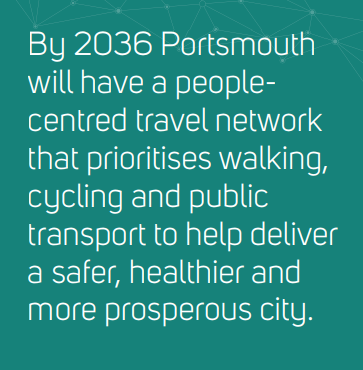 By 2036 Portsmouth
will have a people-
centred travel network
that prioritises walking,
cycling and public
transport to help deliver
a safer, healthier and
more prosperous city.